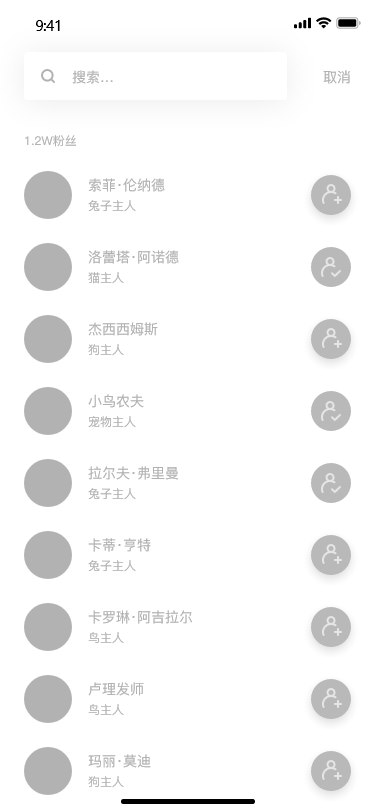 9:41
搜索...
取消
1.2W粉丝
索菲·伦纳德
兔子主人
洛蕾塔·阿诺德
猫主人
杰西西姆斯
狗主人
小鸟农夫
宠物主人
拉尔夫·弗里曼
兔子主人
卡蒂·亨特
兔子主人
卡罗琳·阿吉拉尔
鸟主人
卢理发师
鸟主人
玛丽·莫迪
狗主人